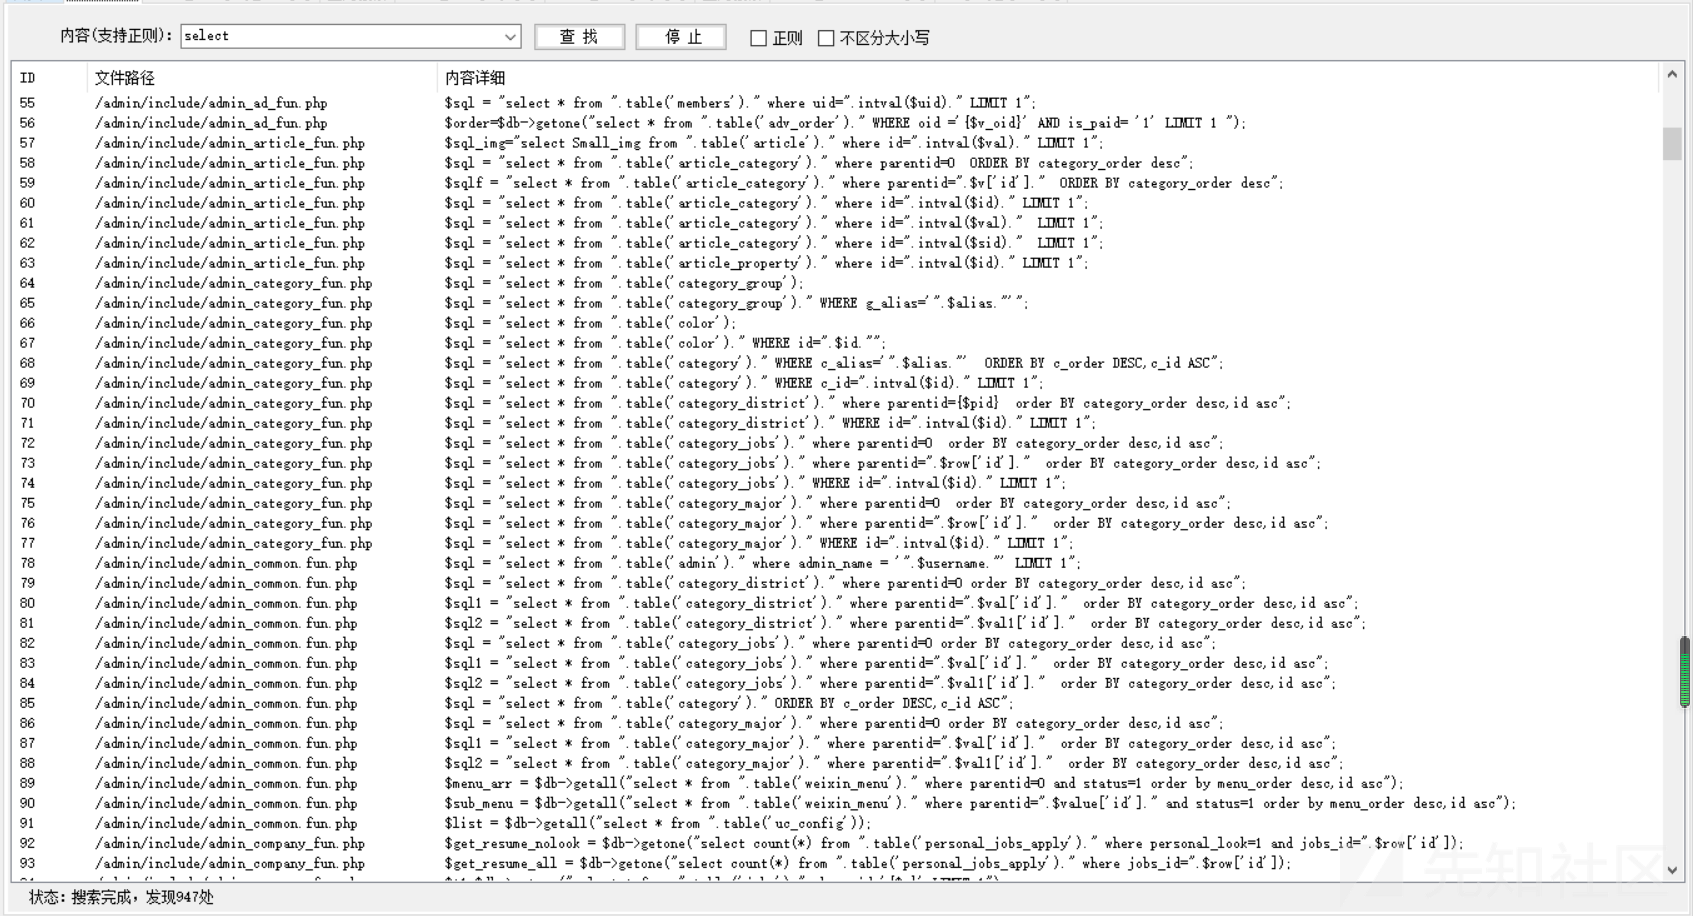 内容(支持正则): select 查 找 停 止 正则 不区分大小写
ID 文件路径 内容详细
55 /admin/include/admin_ad_fun.php $sql = "select * from ".table('members')." where uid=".intval($uid)." LIMIT 1";
56 /admin/include/admin_ad_fun.php $order=$db->getone("select * from ".table('adv_order')." WHERE oid ='{$v_oid}' AND is_paid= '1' LIMIT 1 ");
57 /admin/include/admin_article_fun.php $sql_img="select Small_img from ".table('article')." where id=".intval($val)." LIMIT 1";
58 /admin/include/admin_article_fun.php $sql = "select * from ".table('article_category')." where parentid=0  ORDER BY category_order desc";
59 /admin/include/admin_article_fun.php $sqlf = "select * from ".table('article_category')." where parentid=".$v['id']."  ORDER BY category_order desc";
60 /admin/include/admin_article_fun.php $sql = "select * from ".table('article_category')." where id=".intval($id)." LIMIT 1";
61 /admin/include/admin_article_fun.php $sql = "select * from ".table('article_category')." where id=".intval($val)."  LIMIT 1";
62 /admin/include/admin_article_fun.php $sql = "select * from ".table('article_category')." where id=".intval($sid)."  LIMIT 1";
63 /admin/include/admin_article_fun.php $sql = "select * from ".table('article_property')." where id=".intval($id)." LIMIT 1";
64 /admin/include/admin_category_fun.php $sql = "select * from ".table('category_group');
65 /admin/include/admin_category_fun.php $sql = "select * from ".table('category_group')." WHERE g_alias='".$alias."'";
66 /admin/include/admin_category_fun.php $sql = "select * from ".table('color');
67 /admin/include/admin_category_fun.php $sql = "select * from ".table('color')." WHERE id=".$id."";
68 /admin/include/admin_category_fun.php $sql = "select * from ".table('category')." WHERE c_alias='".$alias."'  ORDER BY c_order DESC,c_id ASC";
69 /admin/include/admin_category_fun.php $sql = "select * from ".table('category')." WHERE c_id=".intval($id)." LIMIT 1";
70 /admin/include/admin_category_fun.php $sql = "select * from ".table('category_district')." where parentid={$pid}  order BY category_order desc,id asc";
71 /admin/include/admin_category_fun.php $sql = "select * from ".table('category_district')." WHERE id=".intval($id)." LIMIT 1";
72 /admin/include/admin_category_fun.php $sql = "select * from ".table('category_jobs')." where parentid=0  order BY category_order desc,id asc";
73 /admin/include/admin_category_fun.php $sql = "select * from ".table('category_jobs')." where parentid=".$row['id']."  order BY category_order desc,id asc";
74 /admin/include/admin_category_fun.php $sql = "select * from ".table('category_jobs')." WHERE id=".intval($id)." LIMIT 1";
75 /admin/include/admin_category_fun.php $sql = "select * from ".table('category_major')." where parentid=0  order BY category_order desc,id asc";
76 /admin/include/admin_category_fun.php $sql = "select * from ".table('category_major')." where parentid=".$row['id']."  order BY category_order desc,id asc";
77 /admin/include/admin_category_fun.php $sql = "select * from ".table('category_major')." WHERE id=".intval($id)." LIMIT 1";
78 /admin/include/admin_common.fun.php $sql = "select * from ".table('admin')." where admin_name = '".$username."' LIMIT 1";
79 /admin/include/admin_common.fun.php $sql = "select * from ".table('category_district')." where parentid=0 order BY category_order desc,id asc";
80 /admin/include/admin_common.fun.php $sql1 = "select * from ".table('category_district')." where parentid=".$val['id']."  order BY category_order desc,id asc";
81 /admin/include/admin_common.fun.php $sql2 = "select * from ".table('category_district')." where parentid=".$val1['id']."  order BY category_order desc,id asc";
82 /admin/include/admin_common.fun.php $sql = "select * from ".table('category_jobs')." where parentid=0 order BY category_order desc,id asc";
83 /admin/include/admin_common.fun.php $sql1 = "select * from ".table('category_jobs')." where parentid=".$val['id']."  order BY category_order desc,id asc";
84 /admin/include/admin_common.fun.php $sql2 = "select * from ".table('category_jobs')." where parentid=".$val1['id']."  order BY category_order desc,id asc";
85 /admin/include/admin_common.fun.php $sql = "select * from ".table('category')." ORDER BY c_order DESC,c_id ASC";
86 /admin/include/admin_common.fun.php $sql = "select * from ".table('category_major')." where parentid=0 order BY category_order desc,id asc";
87 /admin/include/admin_common.fun.php $sql1 = "select * from ".table('category_major')." where parentid=".$val['id']."  order BY category_order desc,id asc";
88 /admin/include/admin_common.fun.php $sql2 = "select * from ".table('category_major')." where parentid=".$val1['id']."  order BY category_order desc,id asc";
89 /admin/include/admin_common.fun.php $menu_arr = $db->getall("select * from ".table('weixin_menu')." where parentid=0 and status=1 order by menu_order desc,id asc");
90 /admin/include/admin_common.fun.php $sub_menu = $db->getall("select * from ".table('weixin_menu')." where parentid=".$value['id']." and status=1 order by menu_order desc,id asc");
91 /admin/include/admin_common.fun.php $list = $db->getall("select * from ".table('uc_config'));
92 /admin/include/admin_company_fun.php $get_resume_nolook = $db->getone("select count(*) from ".table('personal_jobs_apply')." where personal_look=1 and jobs_id=".$row['id']);
93 /admin/include/admin_company_fun.php $get_resume_all = $db->getone("select count(*) from ".table('personal_jobs_apply')." where jobs_id=".$row['id']);
先知社区
状态: 搜索完成，发现947处